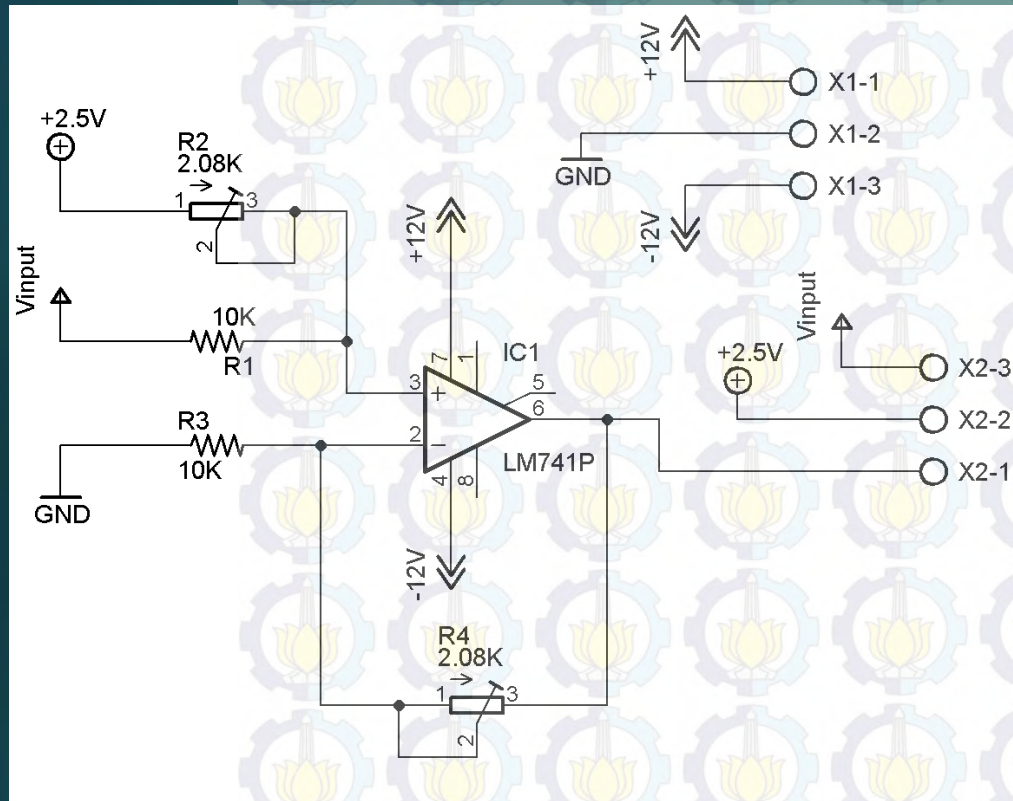 +12V
X1-1
X1-2
GND
X1-3
-12V
+2.5V
R2
2.08K
1
3
2
+12V
Vinput
10K
R1
Vinput
7
1
IC1
3
+
5
6
+2.5V
X2-3
R3
2
-
X2-2
10K
4
8
LM741P
X2-1
GND
-12V
R4
2.08K
1
3
2